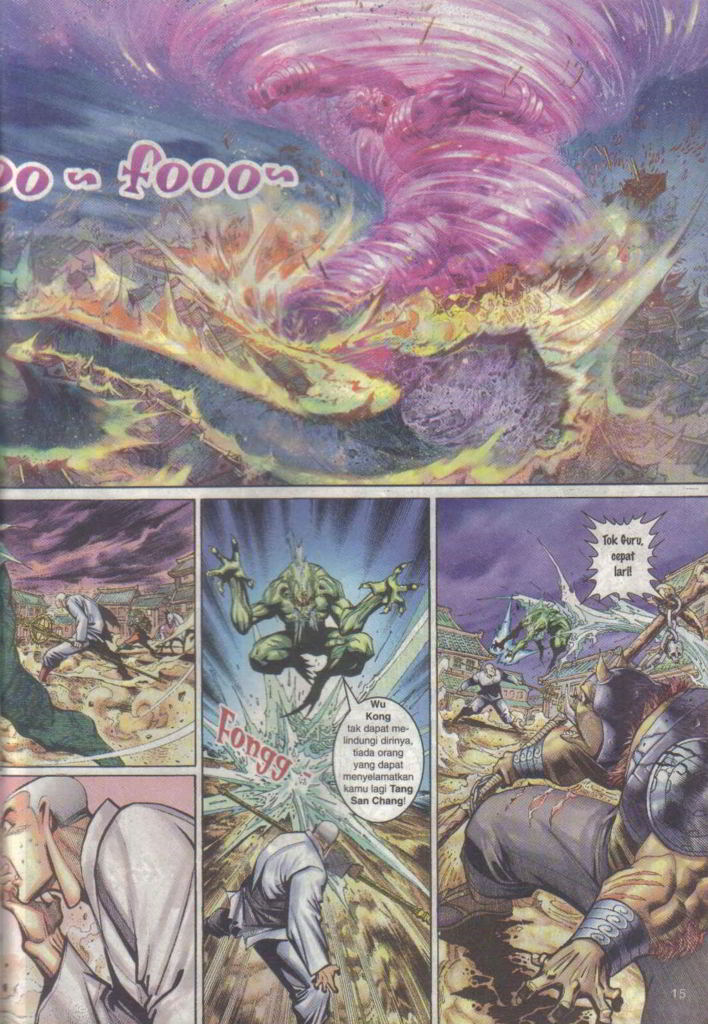 oo~fooo~
Fongg~
Wu
Kong
tak dapat me-
lindungi dirinya,
tiada orang
yang dapat
menyelamatkan
kamu lagi Tang
San Chang!
Tok Guru,
cepat
lari!
15